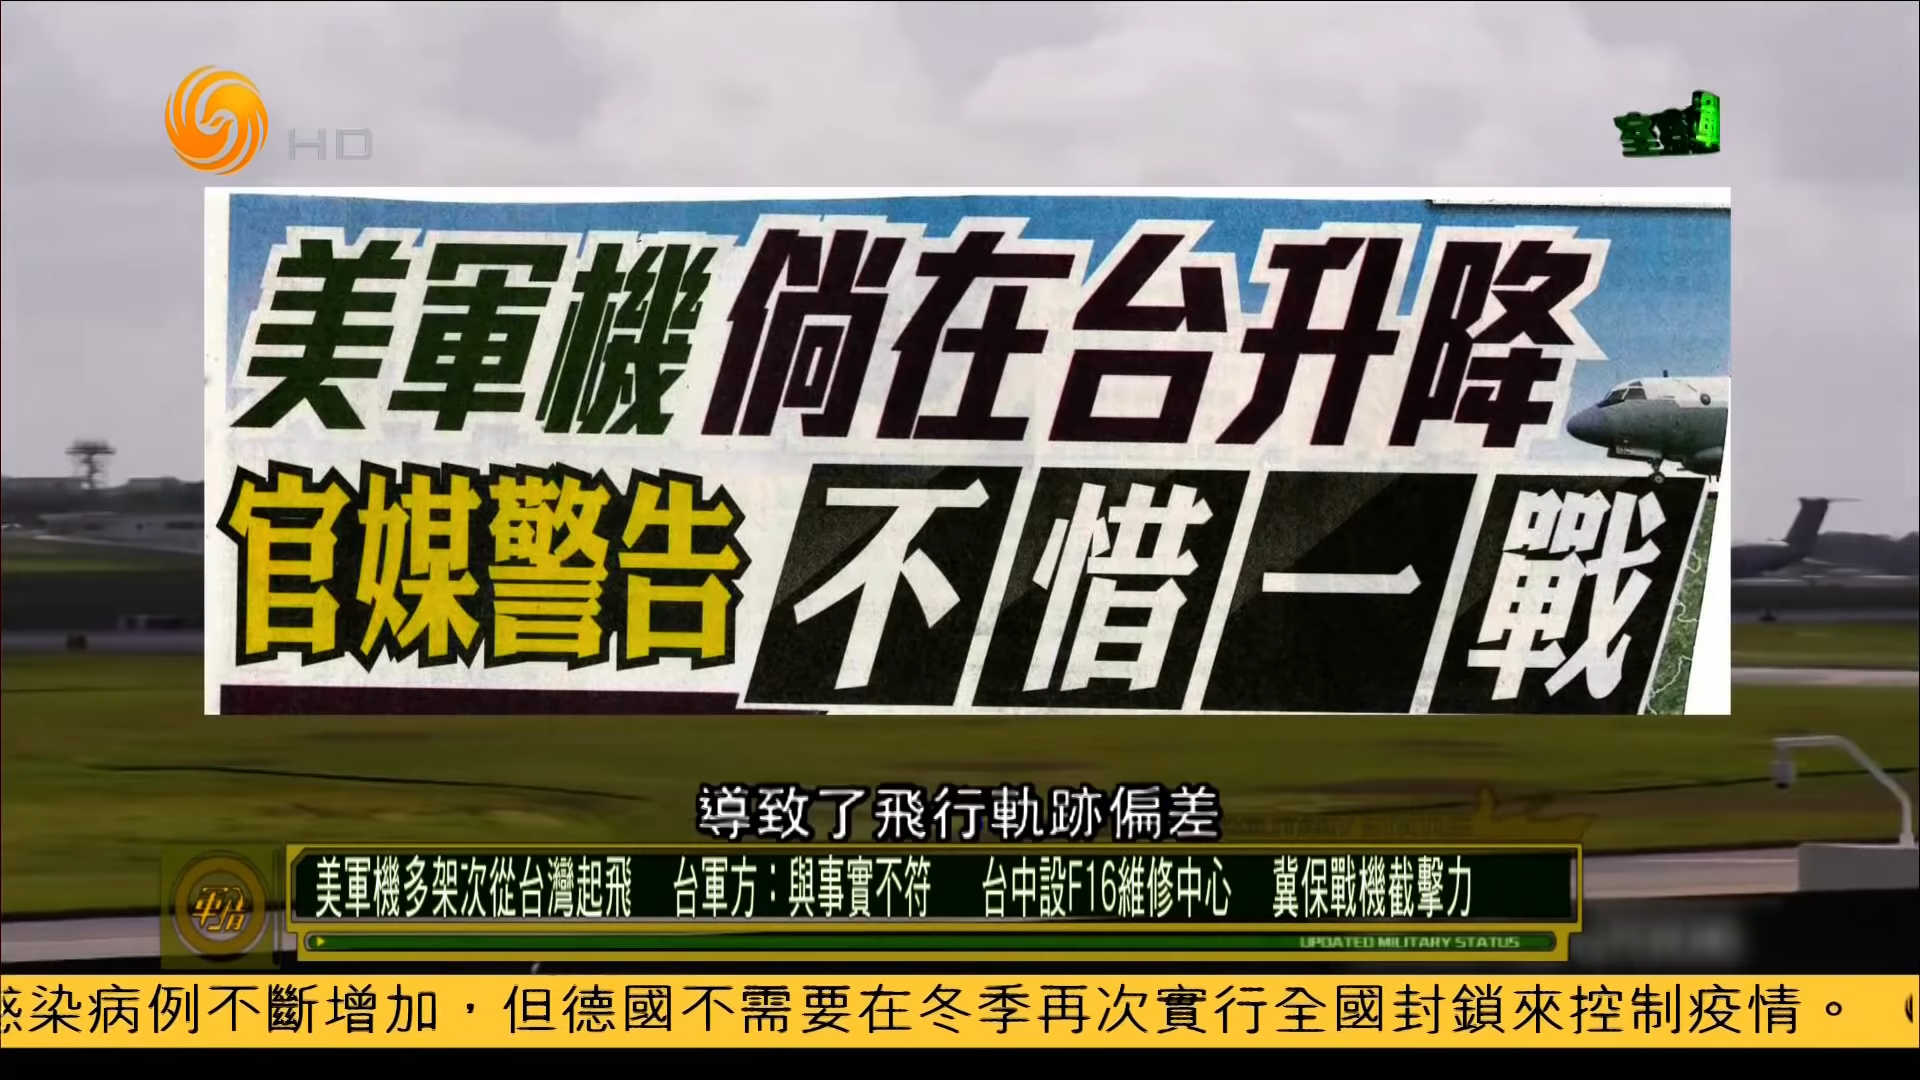 HD
美軍機倘在台升降
官媒警告不惜一戰
導致了飛行軌跡偏差
美軍機多架次從台灣起飛 台軍方：與事實不符 台中設F16維修中心 冀保戰機截擊力
UPDATED MILITARY STATUS
染病例不斷增加，但德國不需要在冬季再次實行全國封鎖來控制疫情。